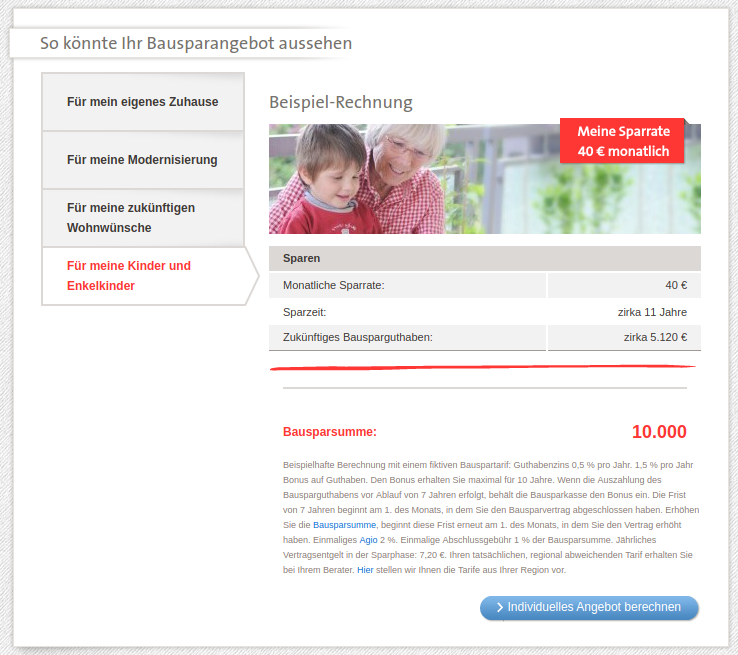 So könnte Ihr Bausparangebot aussehen
Für mein eigenes Zuhause
Für meine Modernisierung
Für meine zukünftigen
Wohnwünsche
Für meine Kinder und
Enkelkinder
Beispiel-Rechnung
Meine Sparrate
40 € monatlich
Sparen
Monatliche Sparrate: 40 €
Sparzeit: zirka 11 Jahre
Zukünftiges Bausparguthaben: zirka 5.120 €
Bausparsumme: 10.000
Beispielhafte Berechnung mit einem fiktiven Bauspartarif: Guthabenzins 0,5 % pro Jahr. 1,5 % pro Jahr
Bonus auf Guthaben. Den Bonus erhalten Sie maximal für 10 Jahre. Wenn die Auszahlung des
Bausparguthabens vor Ablauf von 7 Jahren erfolgt, behält die Bausparkasse den Bonus ein. Die Frist
von 7 Jahren beginnt am 1. des Monats, in dem Sie den Bausparvertrag abgeschlossen haben. Erhöhen
Sie die Bausparsumme, beginnt diese Frist erneut am 1. des Monats, in dem Sie den Vertrag erhöht
haben. Einmaliges Agio 2 %. Einmalige Abschlussgebühr 1 % der Bausparsumme. Jährliches
Vertragsentgelt in der Sparphase: 7,20 €. Ihren tatsächlichen, regional abweichenden Tarif erhalten Sie
bei Ihrem Berater. Hier stellen wir Ihnen die Tarife aus Ihrer Region vor.
Individuelles Angebot berechnen